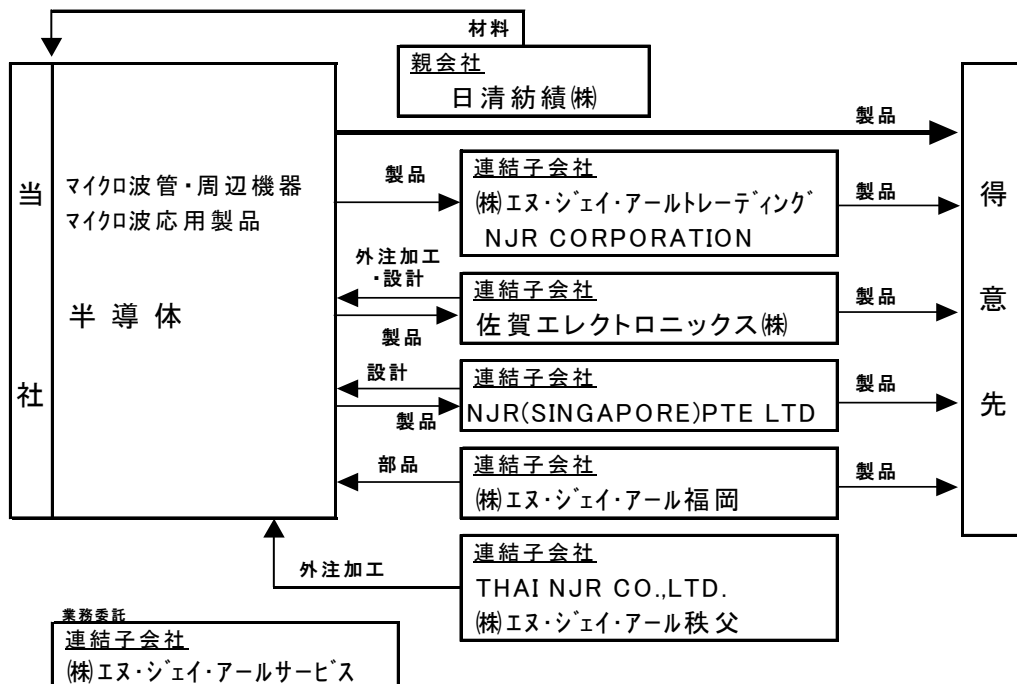 材料
親会社
日清紡績㈱
当社
マイクロ波管・周辺機器
マイクロ波応用製品
半導体
製品
製品
連結子会社
㈱エヌ・ジェイ・アールトレーディング
NJR CORPORATION
製品
外注加工
・設計
製品
連結子会社
佐賀エレクトロニックス㈱
製品
設計
製品
連結子会社
NJR(SINGAPORE)PTE LTD
製品
部品
連結子会社
㈱エヌ・ジェイ・アール福岡
製品
外注加工
連結子会社
THAI NJR CO.,LTD.
㈱エヌ・ジェイ・アール秩父
得意先
業務委託
連結子会社
㈱エヌ・ジェイ・アールサービス